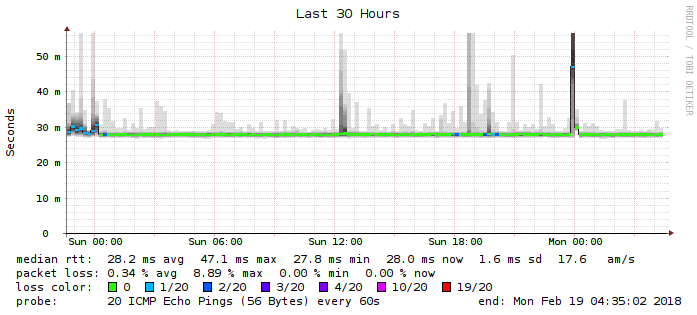 Last 30 Hours
RRDTOOL / TOBI OETIKER
Seconds
50 m
40 m
30 m
20 m
10 m
0
Sun 00:00 Sun 06:00 Sun 12:00 Sun 18:00 Mon 00:00
median rtt: 28.2 ms avg 47.1 ms max 27.8 ms min 28.0 ms now 1.6 ms sd 17.6 am/s
packet loss: 0.34 % avg 8.89 % max 0.00 % min 0.00 % now
loss color: 0 1/20 2/20 3/20 4/20 10/20 19/20
probe: 20 ICMP Echo Pings (56 Bytes) every 60s end: Mon Feb 19 04:35:02 2018